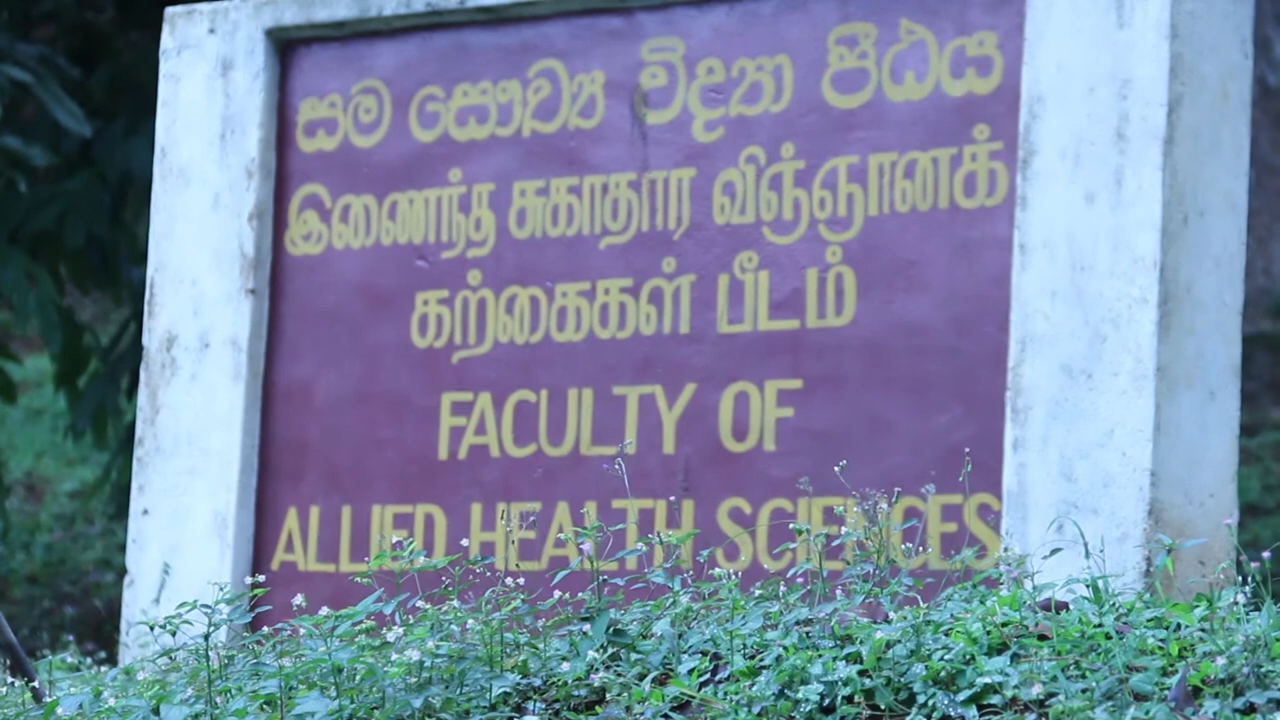 සම සෞඛ්‍ය විද්‍යා පීඨය
இணைந்த சுகாதார விஞ்ஞானக்
கற்கைகள் பீடம்
FACULTY OF
ALLIED HEALTH SCIENCES